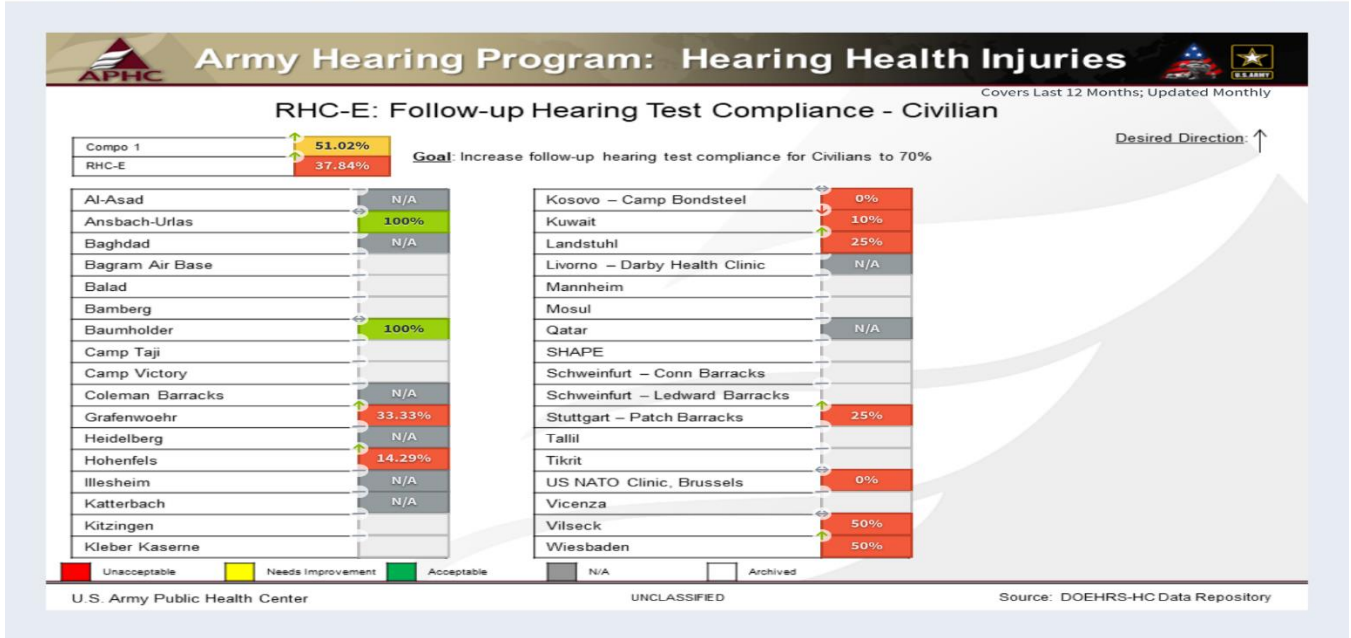 Army Hearing Program: Hearing Health Injuries
APHC
U.S. ARMY
Covers Last 12 Months; Updated Monthly
RHC-E: Follow-up Hearing Test Compliance - Civilian
Desired Direction:
Compo 1 51.02%
RHC-E 37.84%
Goal: Increase follow-up hearing test compliance for Civilians to 70%
Al-Asad N/A
Ansbach-Urlas 100%
Baghdad N/A
Bagram Air Base
Balad
Bamberg
Baumholder 100%
Camp Taji
Camp Victory
Coleman Barracks N/A
Grafenwoehr 33.33%
Heidelberg N/A
Hohenfels 14.29%
Illesheim N/A
Katterbach N/A
Kitzingen
Kleber Kaserne
Kosovo – Camp Bondsteel 0%
Kuwait 10%
Landstuhl 25%
Livorno – Darby Health Clinic N/A
Mannheim
Mosul
Qatar N/A
SHAPE
Schweinfurt – Conn Barracks
Schweinfurt – Ledward Barracks
Stuttgart – Patch Barracks 25%
Tallil
Tikrit
US NATO Clinic, Brussels 0%
Vicenza
Vilseck 50%
Wiesbaden 50%
Unacceptable Needs Improvement Acceptable N/A Archived
U.S. Army Public Health Center UNCLASSIFIED Source: DOEHRS-HC Data Repository